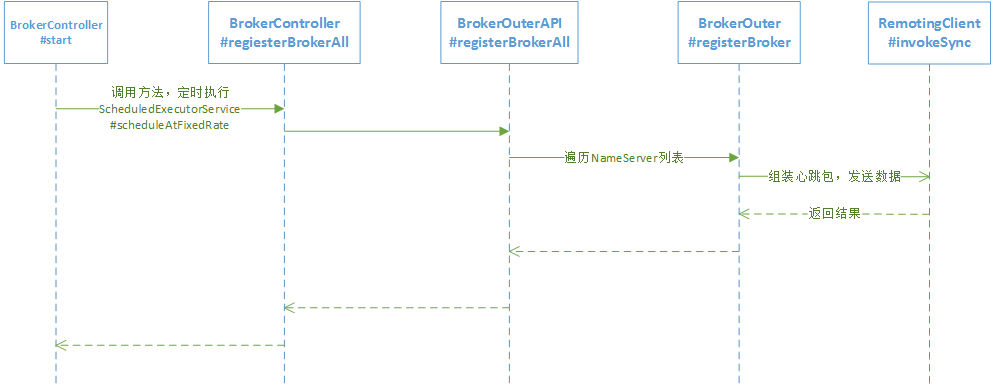 BrokerController
#start
BrokerController
#regiesterBrokerAll
BrokerOuterAPI
#registerBrokerAll
BrokerOuter
#registerBroker
RemotingClient
#invokeSync
调用方法，定时执行
ScheduledExecutorService
#scheduleAtFixedRate
遍历NameServer列表
组装心跳包，发送数据
返回结果